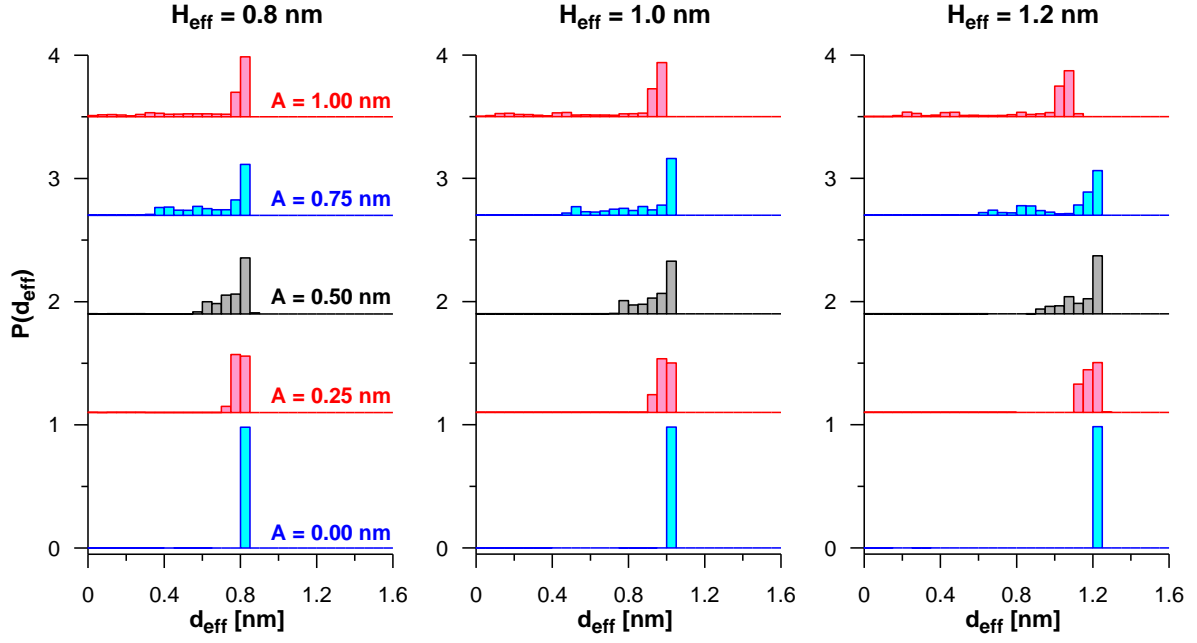 H_eff = 0.8 nm
H_eff = 1.0 nm
H_eff = 1.2 nm
P(d_eff)
4
3
2
1
0
A = 1.00 nm
A = 0.75 nm
A = 0.50 nm
A = 0.25 nm
A = 0.00 nm
0 0.4 0.8 1.2 1.6
d_eff [nm]
4
3
2
1
0
0 0.4 0.8 1.2 1.6
d_eff [nm]
4
3
2
1
0
0 0.4 0.8 1.2 1.6
d_eff [nm]